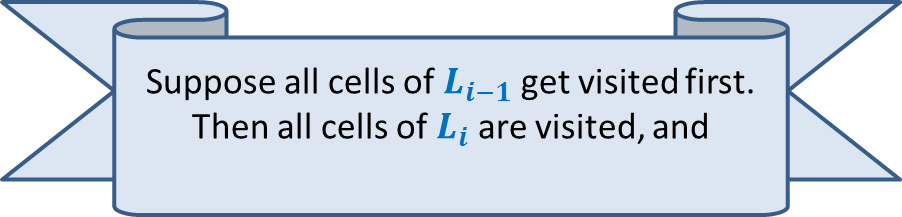 Suppose all cells of L_{i-1} get visited first.
Then all cells of L_i are visited, and